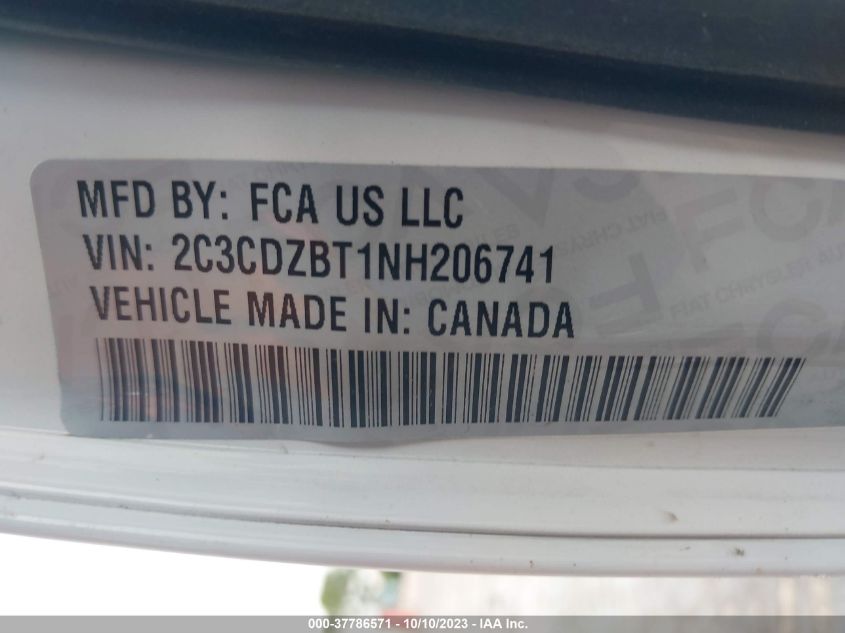 MFD BY: FCA US LLC
VIN: 2C3CDZBT1NH206741
VEHICLE MADE IN: CANADA
000-37786571 - 10/10/2023 - IAA Inc.